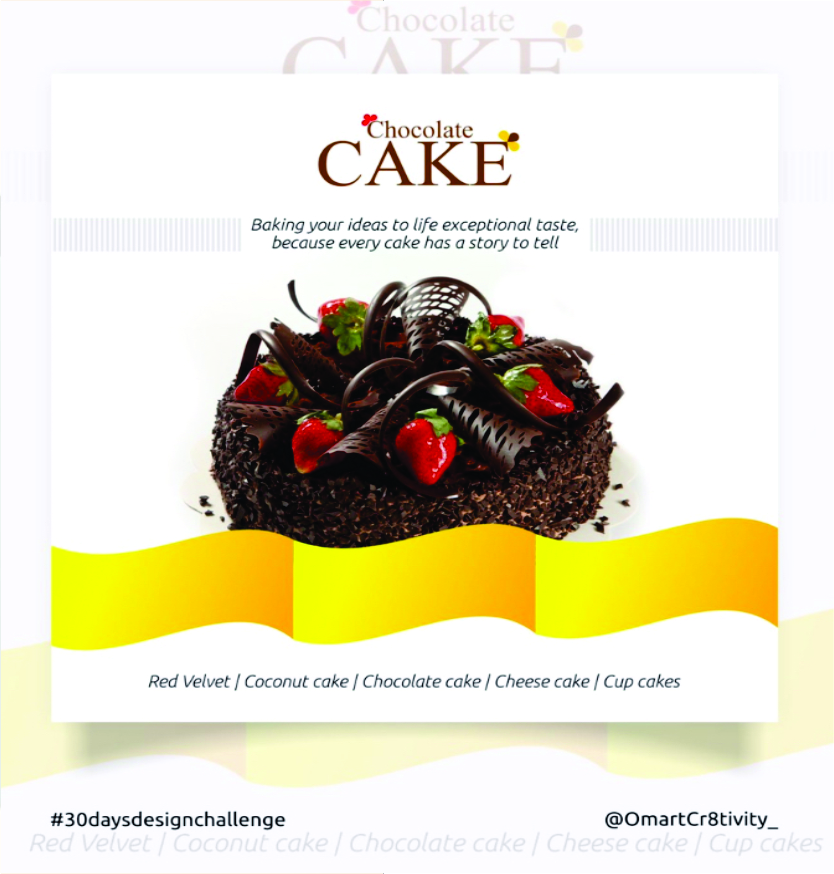 Chocolate
CAKE
Chocolate
CAKE
Baking your ideas to life exceptional taste,
because every cake has a story to tell
Red Velvet | Coconut cake | Chocolate cake | Cheese cake | Cup cakes
#30daysdesignchallenge
@OmartCr8tivity_
Red Velvet | Coconut cake | Chocolate cake | Cheese cake | Cup cakes